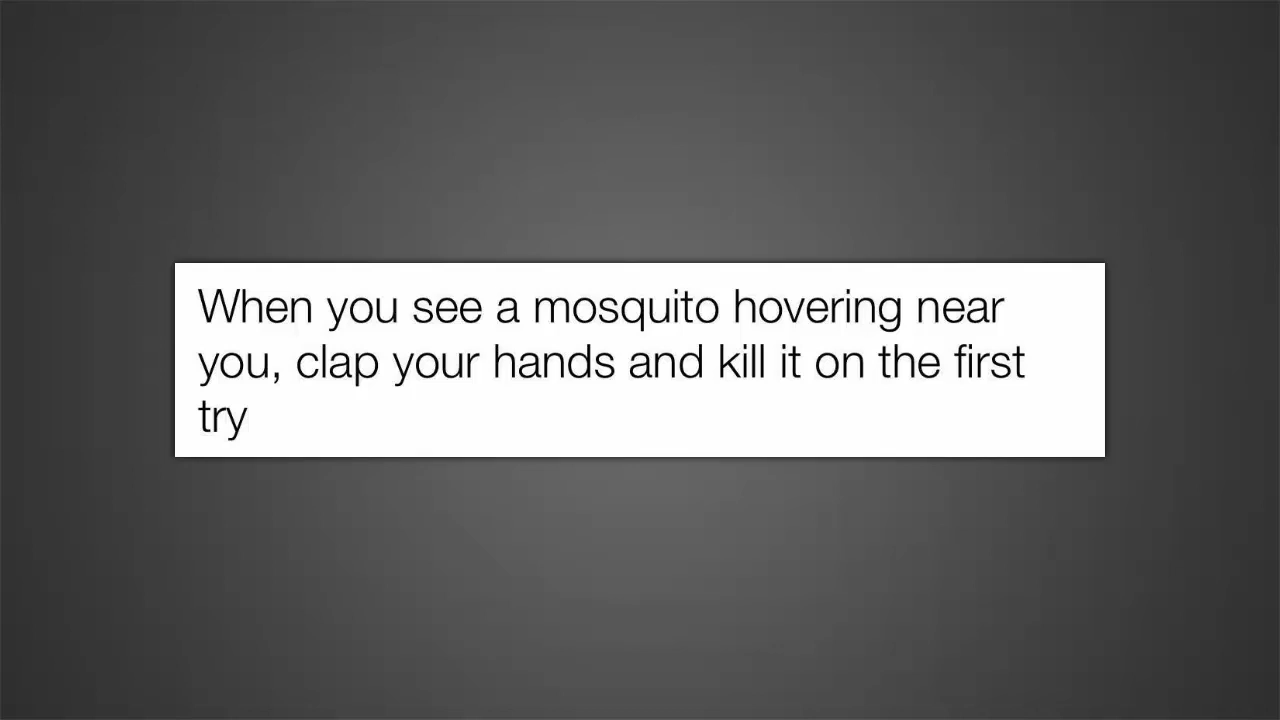 When you see a mosquito hovering near
you, clap your hands and kill it on the first
try